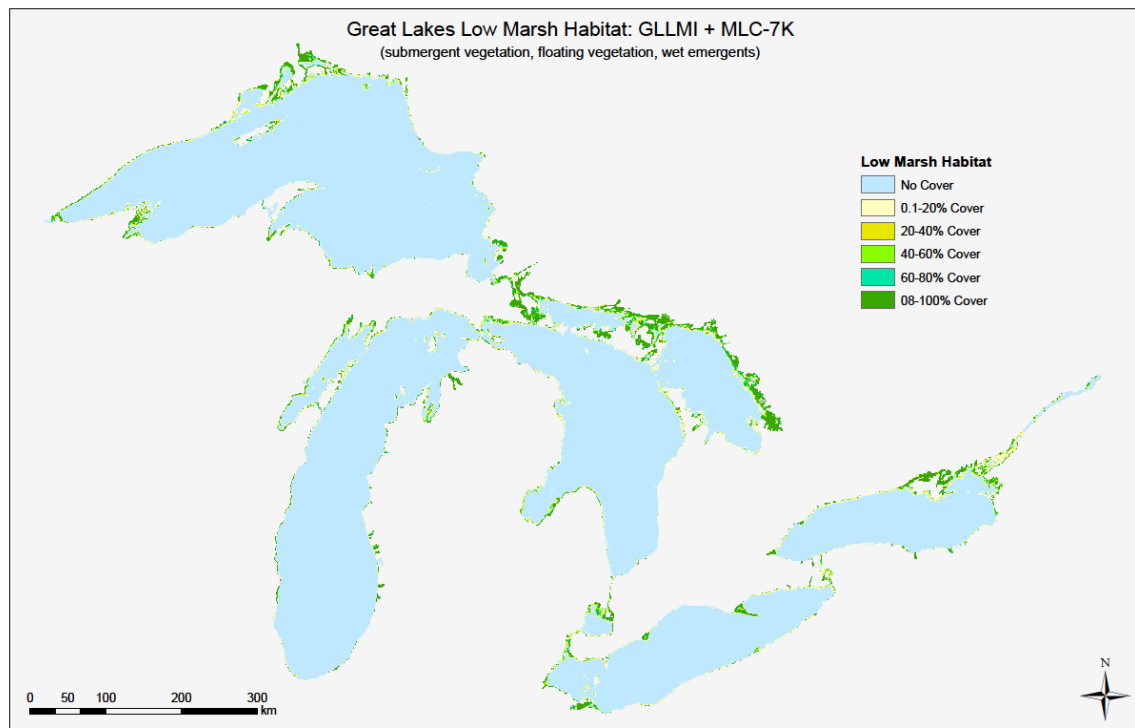 Great Lakes Low Marsh Habitat: GLLMI + MLC-7K
(submergent vegetation, floating vegetation, wet emergents)
Low Marsh Habitat
No Cover
0.1-20% Cover
20-40% Cover
40-60% Cover
60-80% Cover
08-100% Cover
N
0 50 100 200 300
km